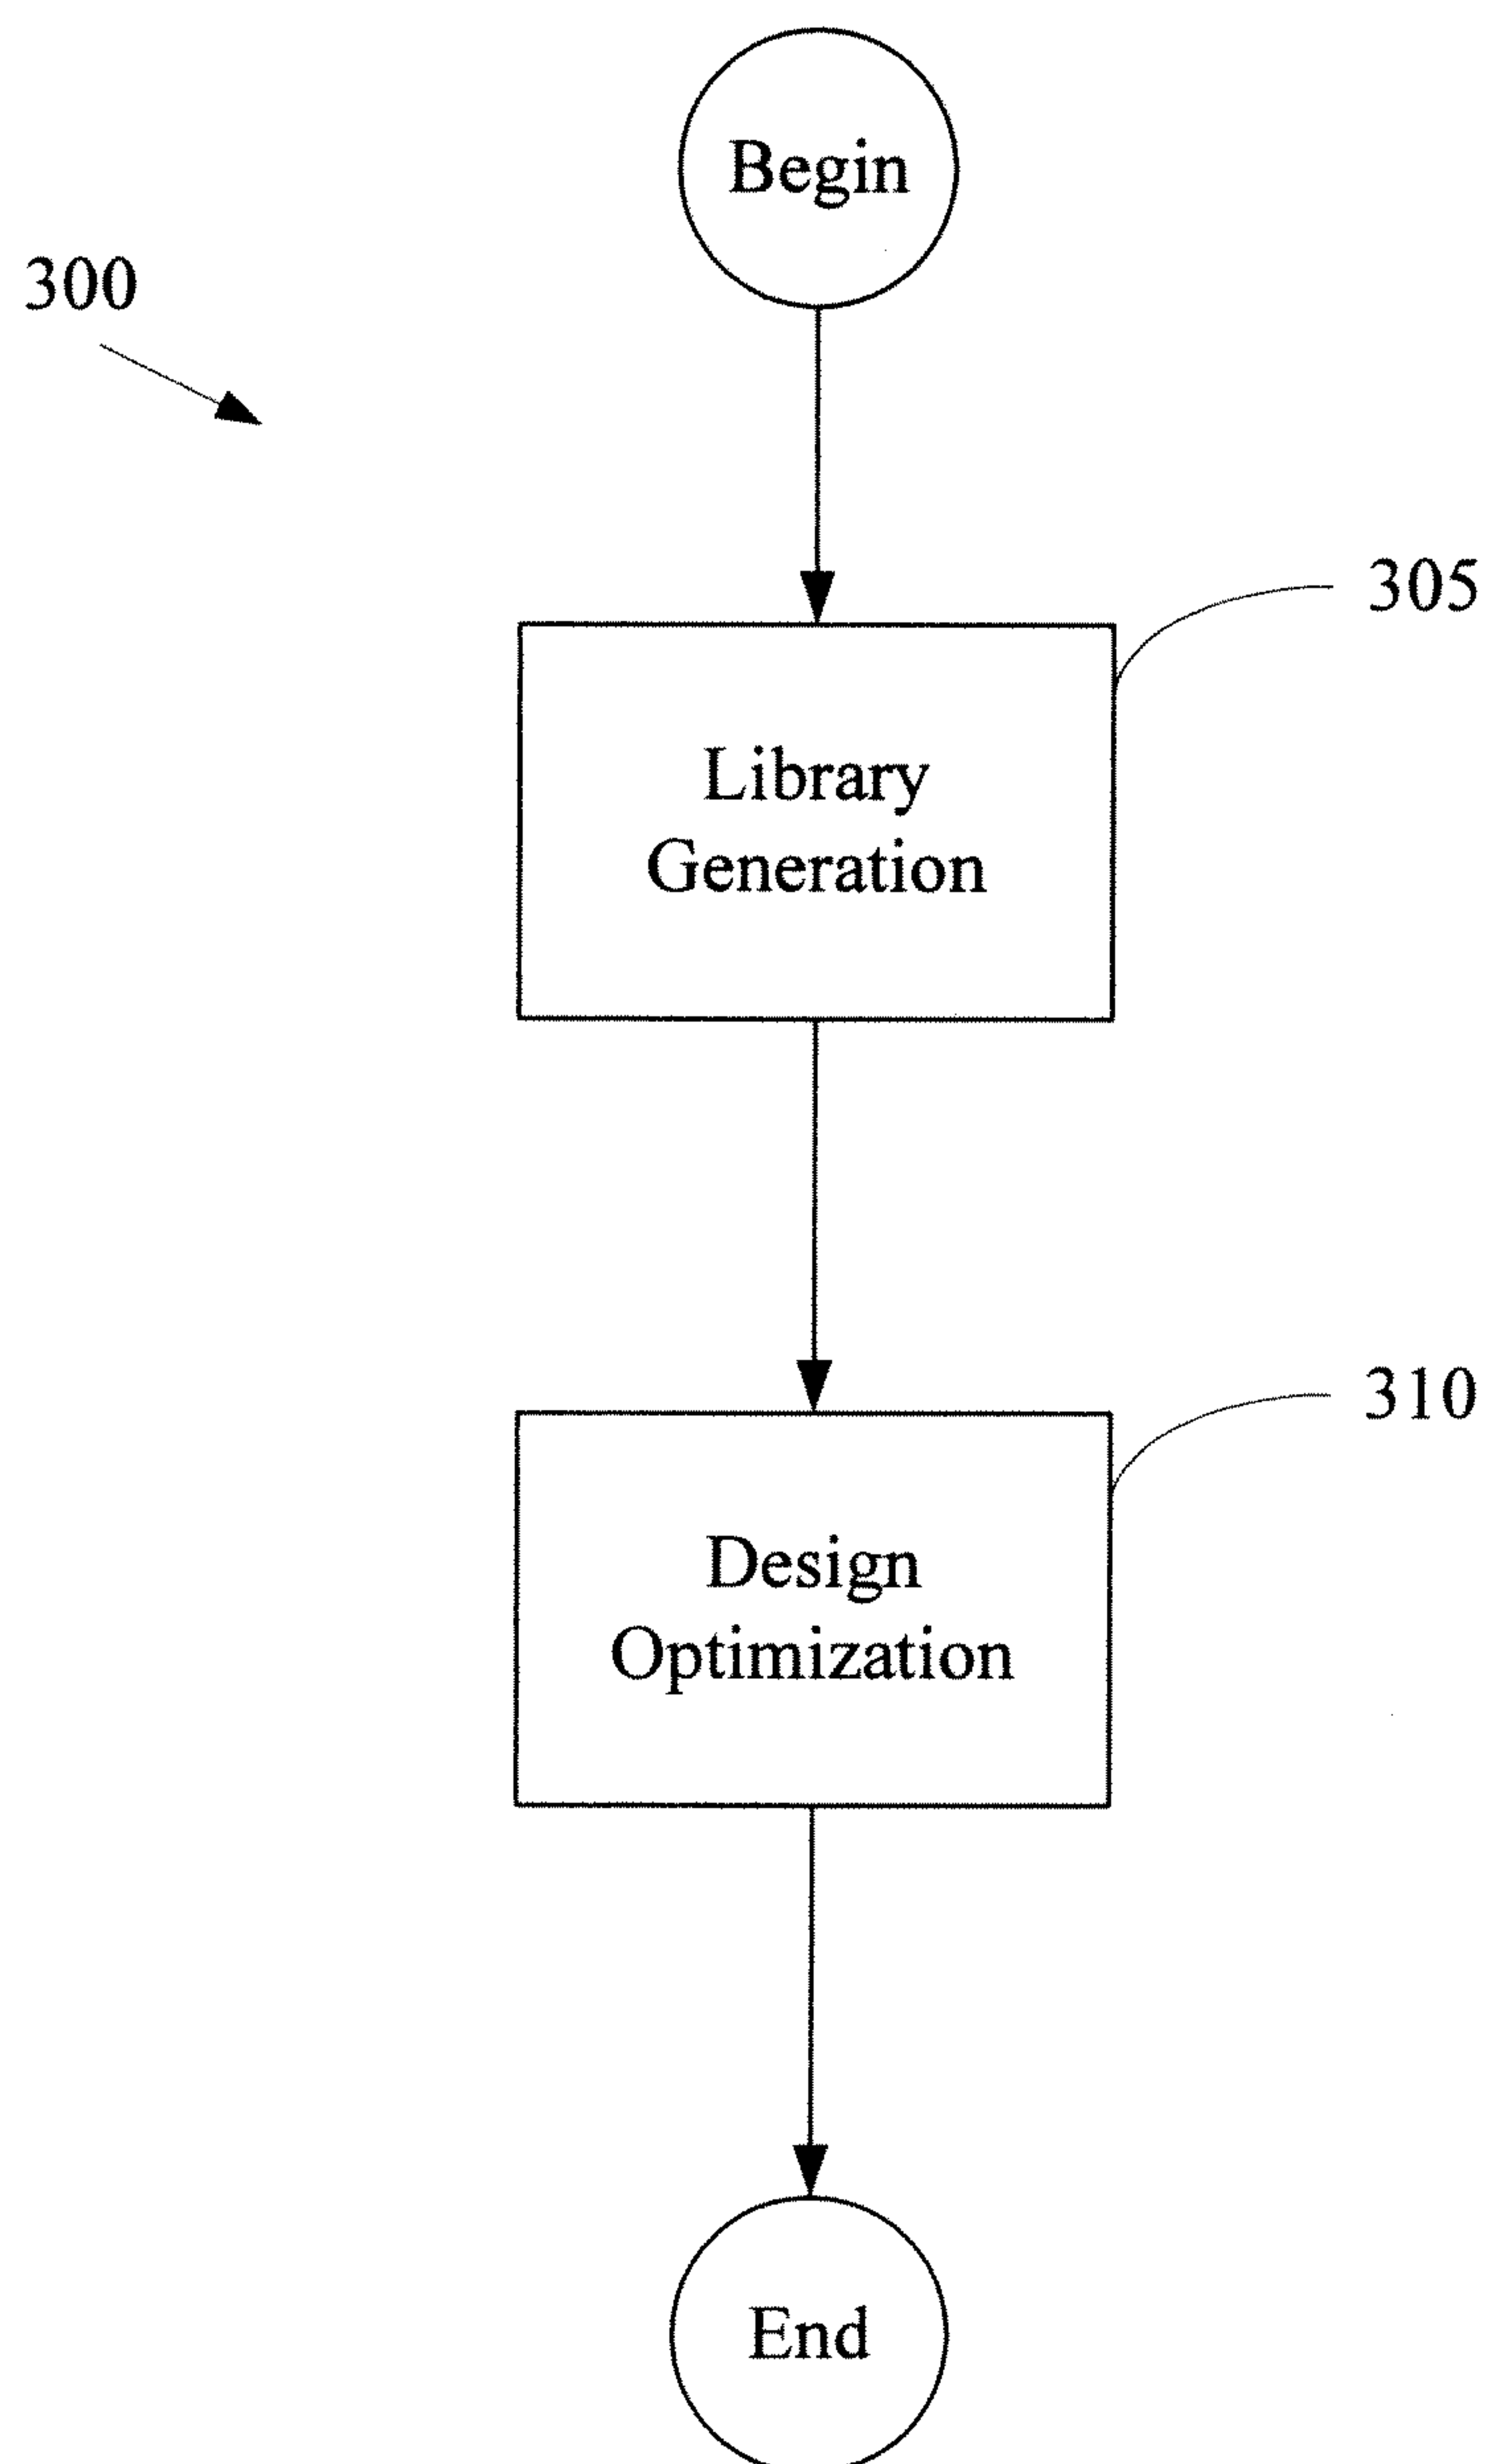 Begin
300
305
Library
Generation
310
Design
Optimization
End